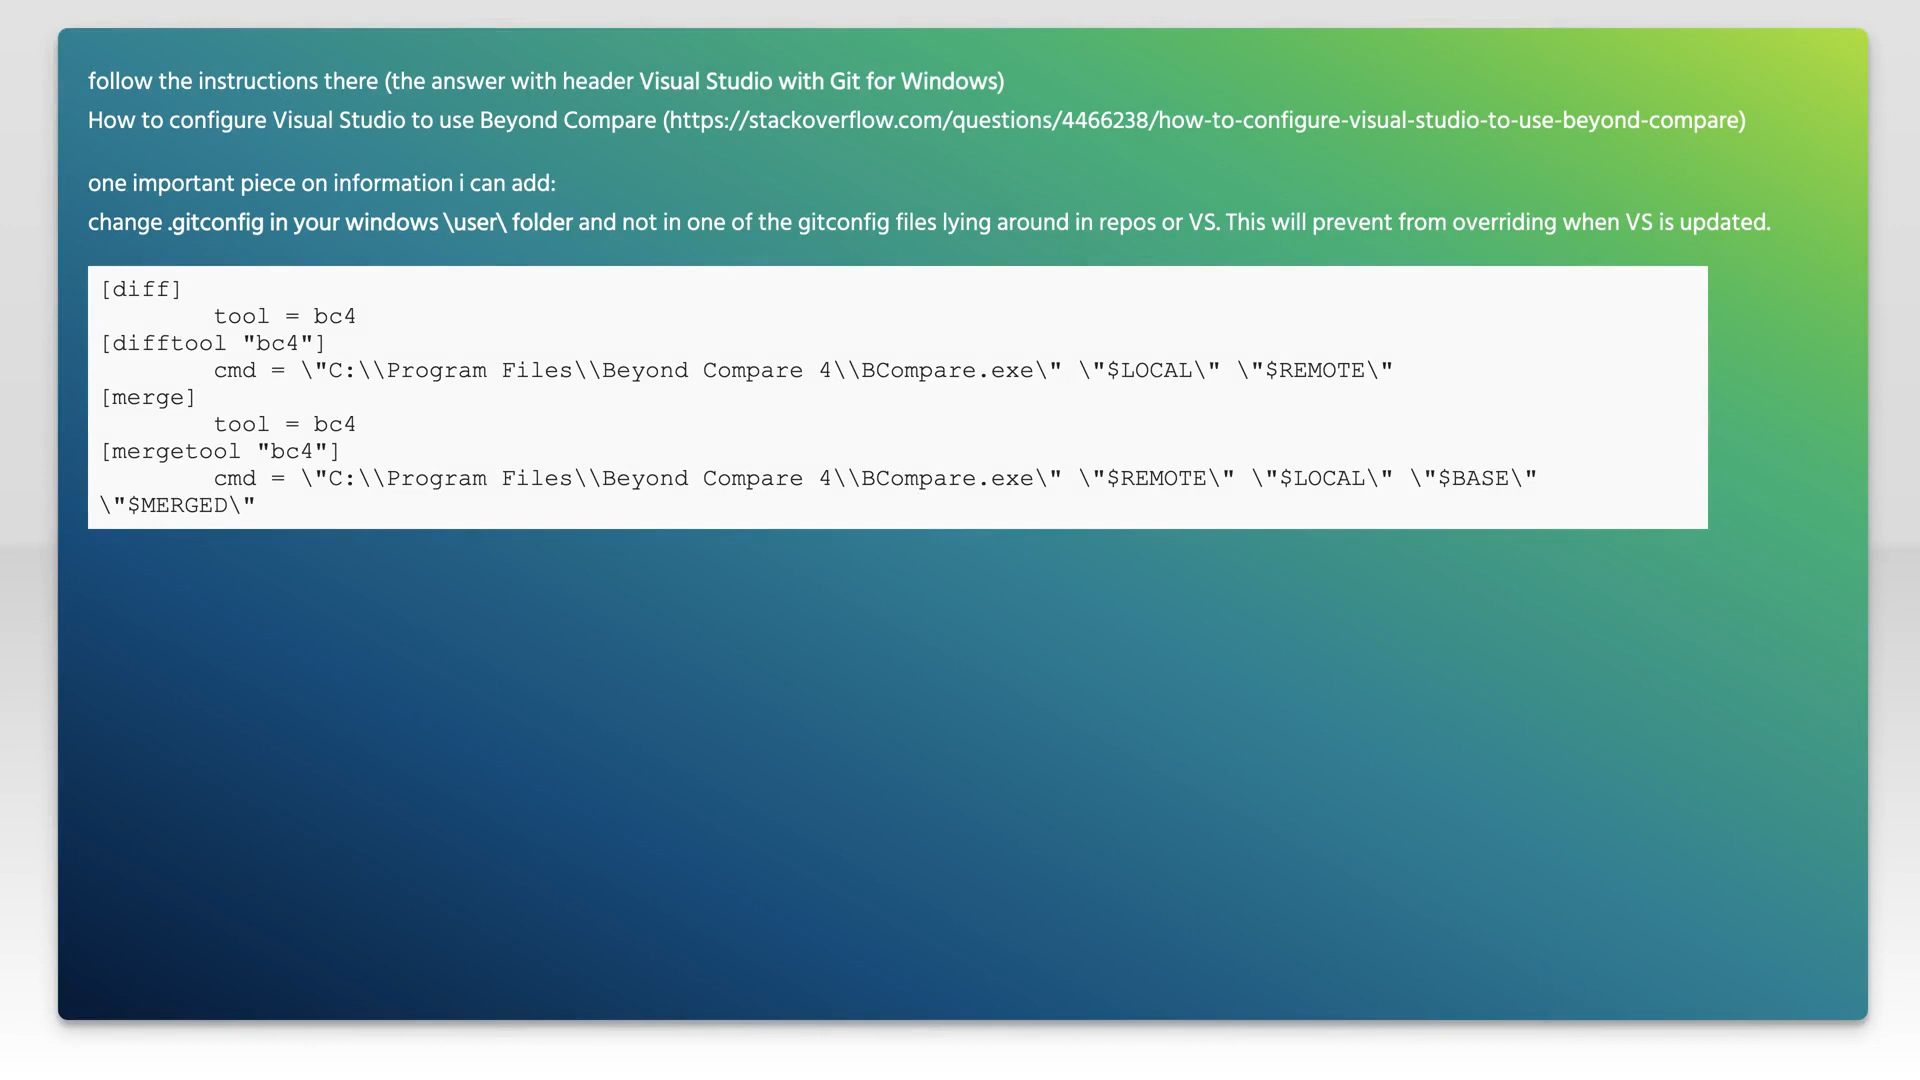 follow the instructions there (the answer with header Visual Studio with Git for Windows)
How to configure Visual Studio to use Beyond Compare (https://stackoverflow.com/questions/4466238/how-to-configure-visual-studio-to-use-beyond-compare)
one important piece on information i can add:
change .gitconfig in your windows \user\ folder and not in one of the gitconfig files lying around in repos or VS. This will prevent from overriding when VS is updated.
[diff]
        tool = bc4
[difftool "bc4"]
        cmd = \"C:\\Program Files\\Beyond Compare 4\\BCompare.exe\" \"$LOCAL\" \"$REMOTE\"
[merge]
        tool = bc4
[mergetool "bc4"]
        cmd = \"C:\\Program Files\\Beyond Compare 4\\BCompare.exe\" \"$REMOTE\" \"$LOCAL\" \"$BASE\"
\"$MERGED\"